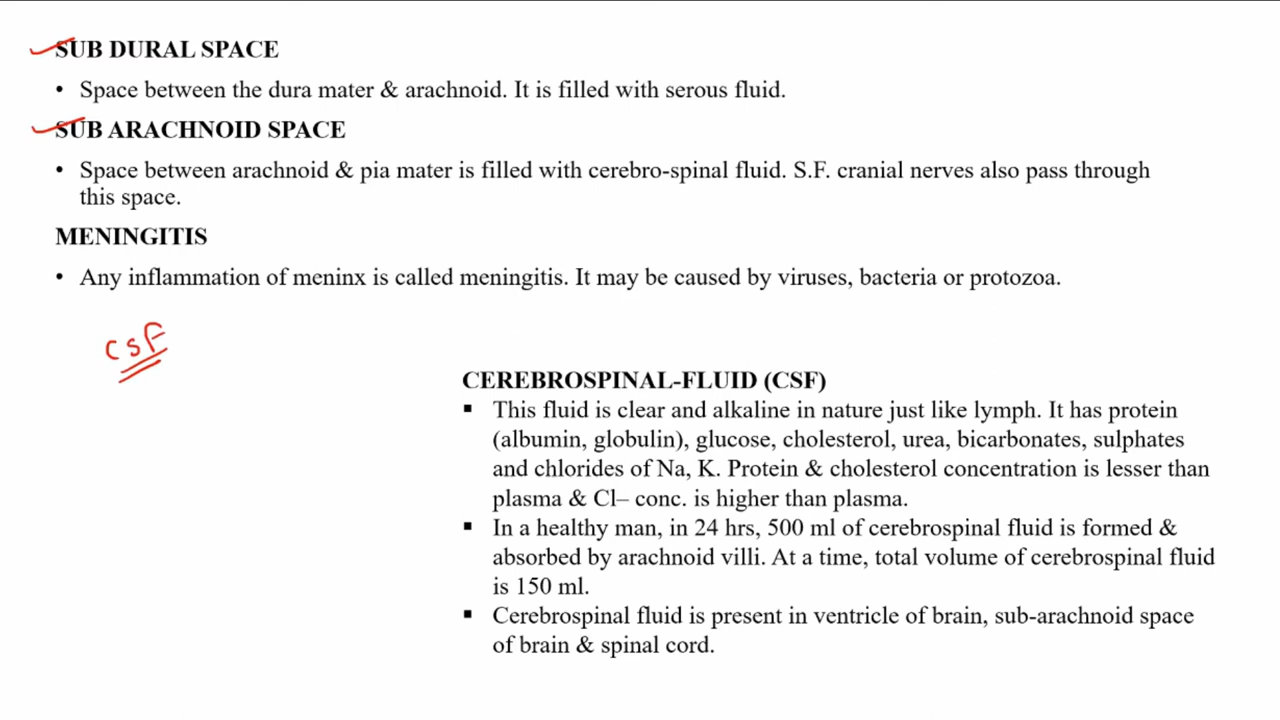 SUB DURAL SPACE
• Space between the dura mater & arachnoid. It is filled with serous fluid.
SUB ARACHNOID SPACE
• Space between arachnoid & pia mater is filled with cerebro-spinal fluid. S.F. cranial nerves also pass through
this space.
MENINGITIS
• Any inflammation of meninx is called meningitis. It may be caused by viruses, bacteria or protozoa.
CSF
CEREBROSPINAL-FLUID (CSF)
▪ This fluid is clear and alkaline in nature just like lymph. It has protein
(albumin, globulin), glucose, cholesterol, urea, bicarbonates, sulphates
and chlorides of Na, K. Protein & cholesterol concentration is lesser than
plasma & Cl– conc. is higher than plasma.
▪ In a healthy man, in 24 hrs, 500 ml of cerebrospinal fluid is formed &
absorbed by arachnoid villi. At a time, total volume of cerebrospinal fluid
is 150 ml.
▪ Cerebrospinal fluid is present in ventricle of brain, sub-arachnoid space
of brain & spinal cord.